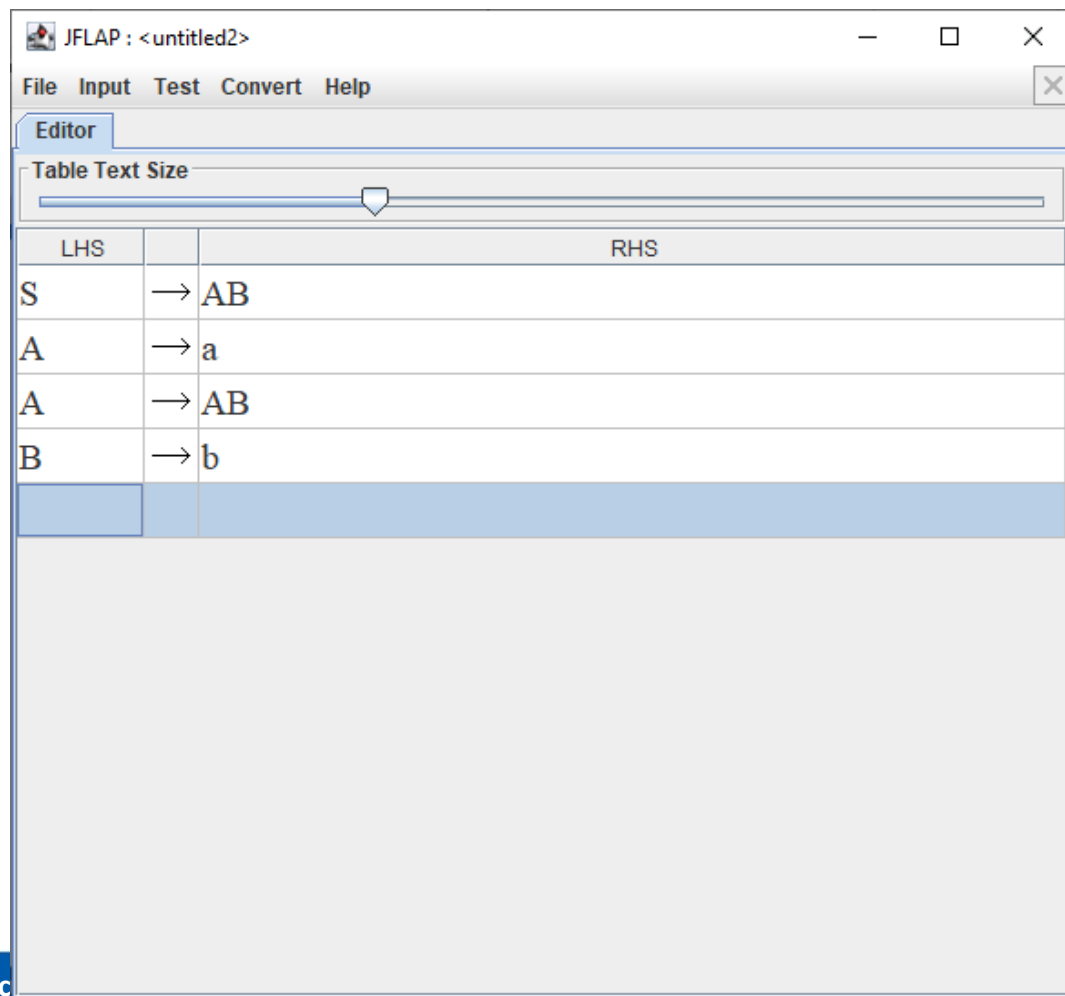 JFLAP : <untitled2>
File Input Test Convert Help
Editor
Table Text Size
LHS RHS
S → AB
A → a
A → AB
B → b